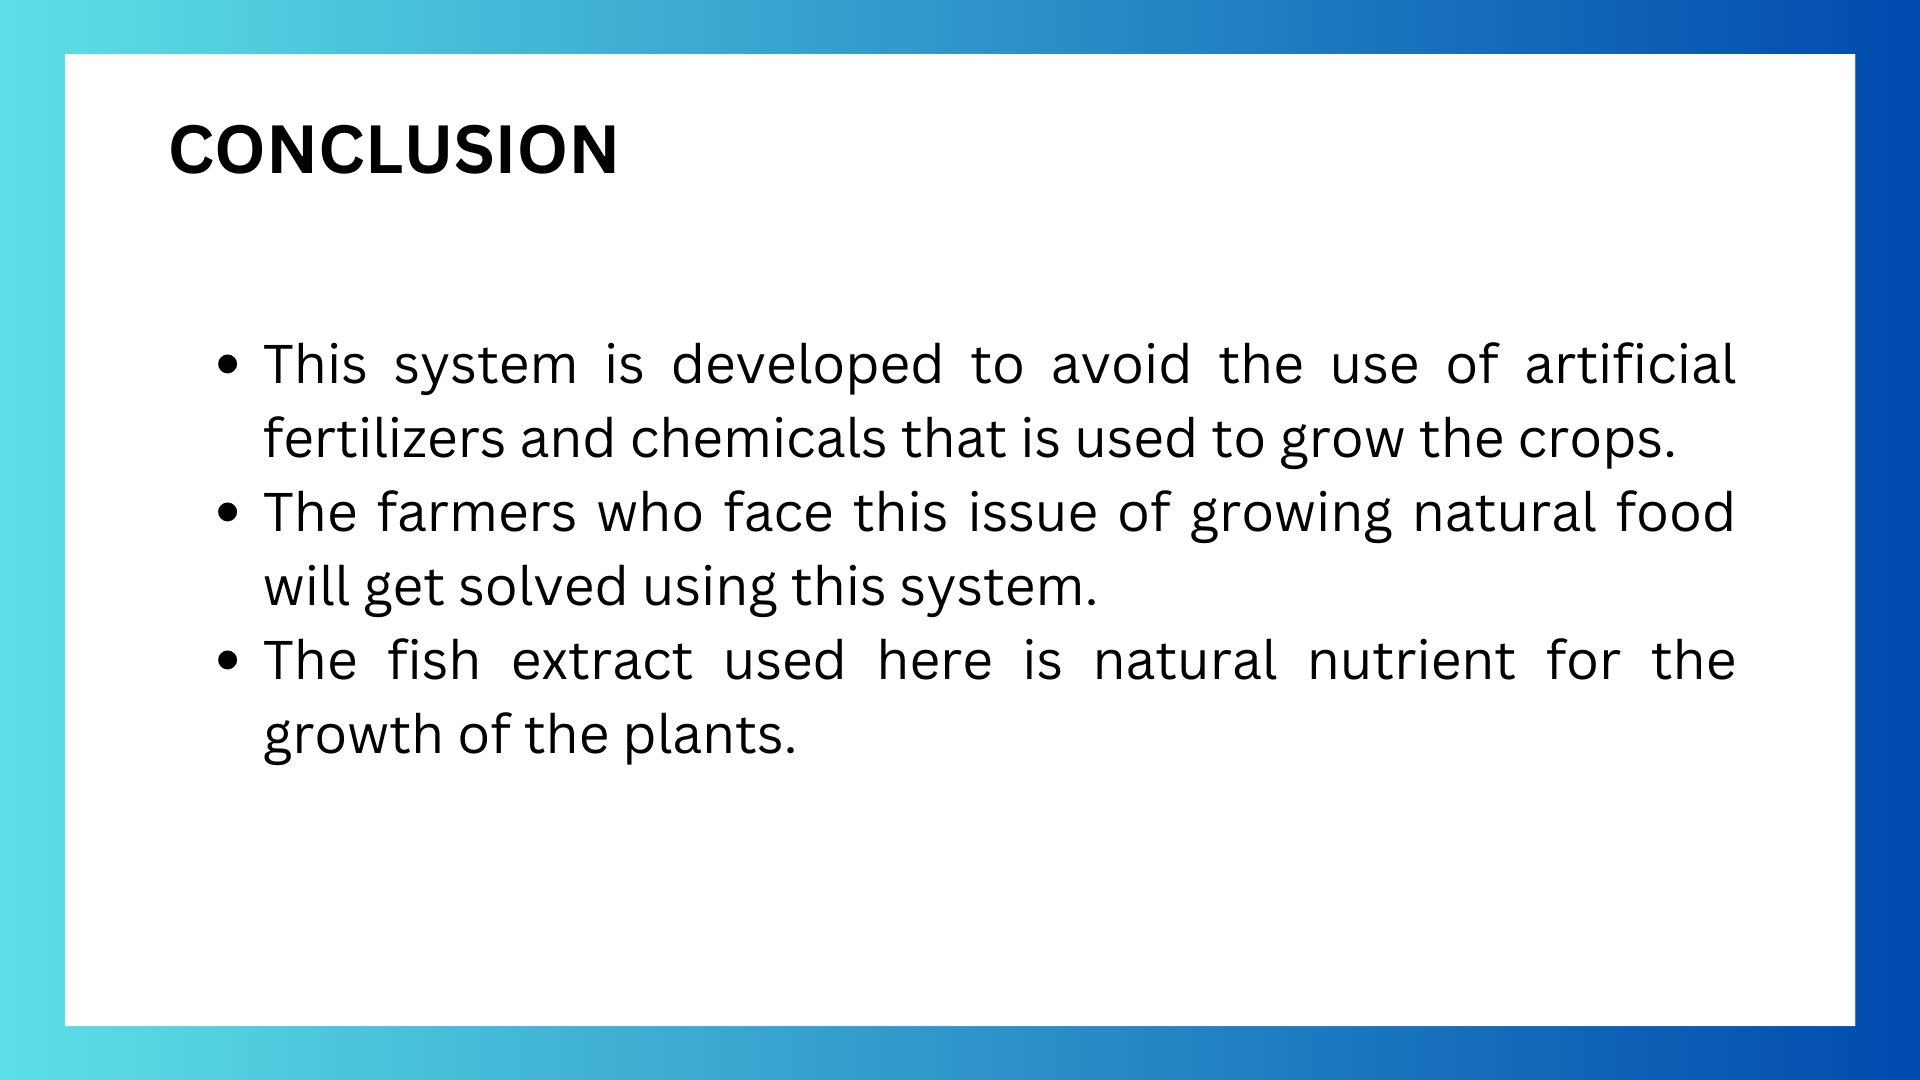 CONCLUSION
• This system is developed to avoid the use of artificial
fertilizers and chemicals that is used to grow the crops.
• The farmers who face this issue of growing natural food
will get solved using this system.
• The fish extract used here is natural nutrient for the
growth of the plants.